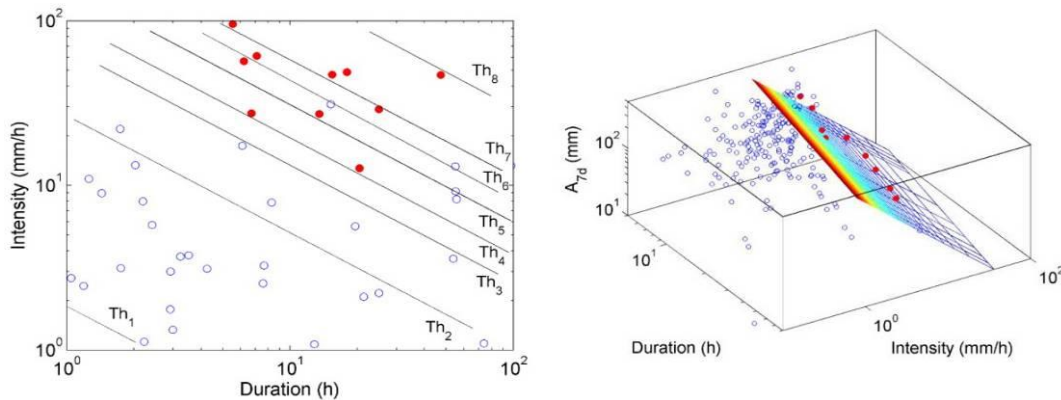 10²
10¹
10⁰
Intensity (mm/h)
Th₁
Th₂
Th₃
Th₄
Th₅
Th₆
Th₇
Th₈
10⁰
10¹
10²
Duration (h)
A₇d (mm)
10²
10¹
10¹
Duration (h)
10⁰
10²
Intensity (mm/h)